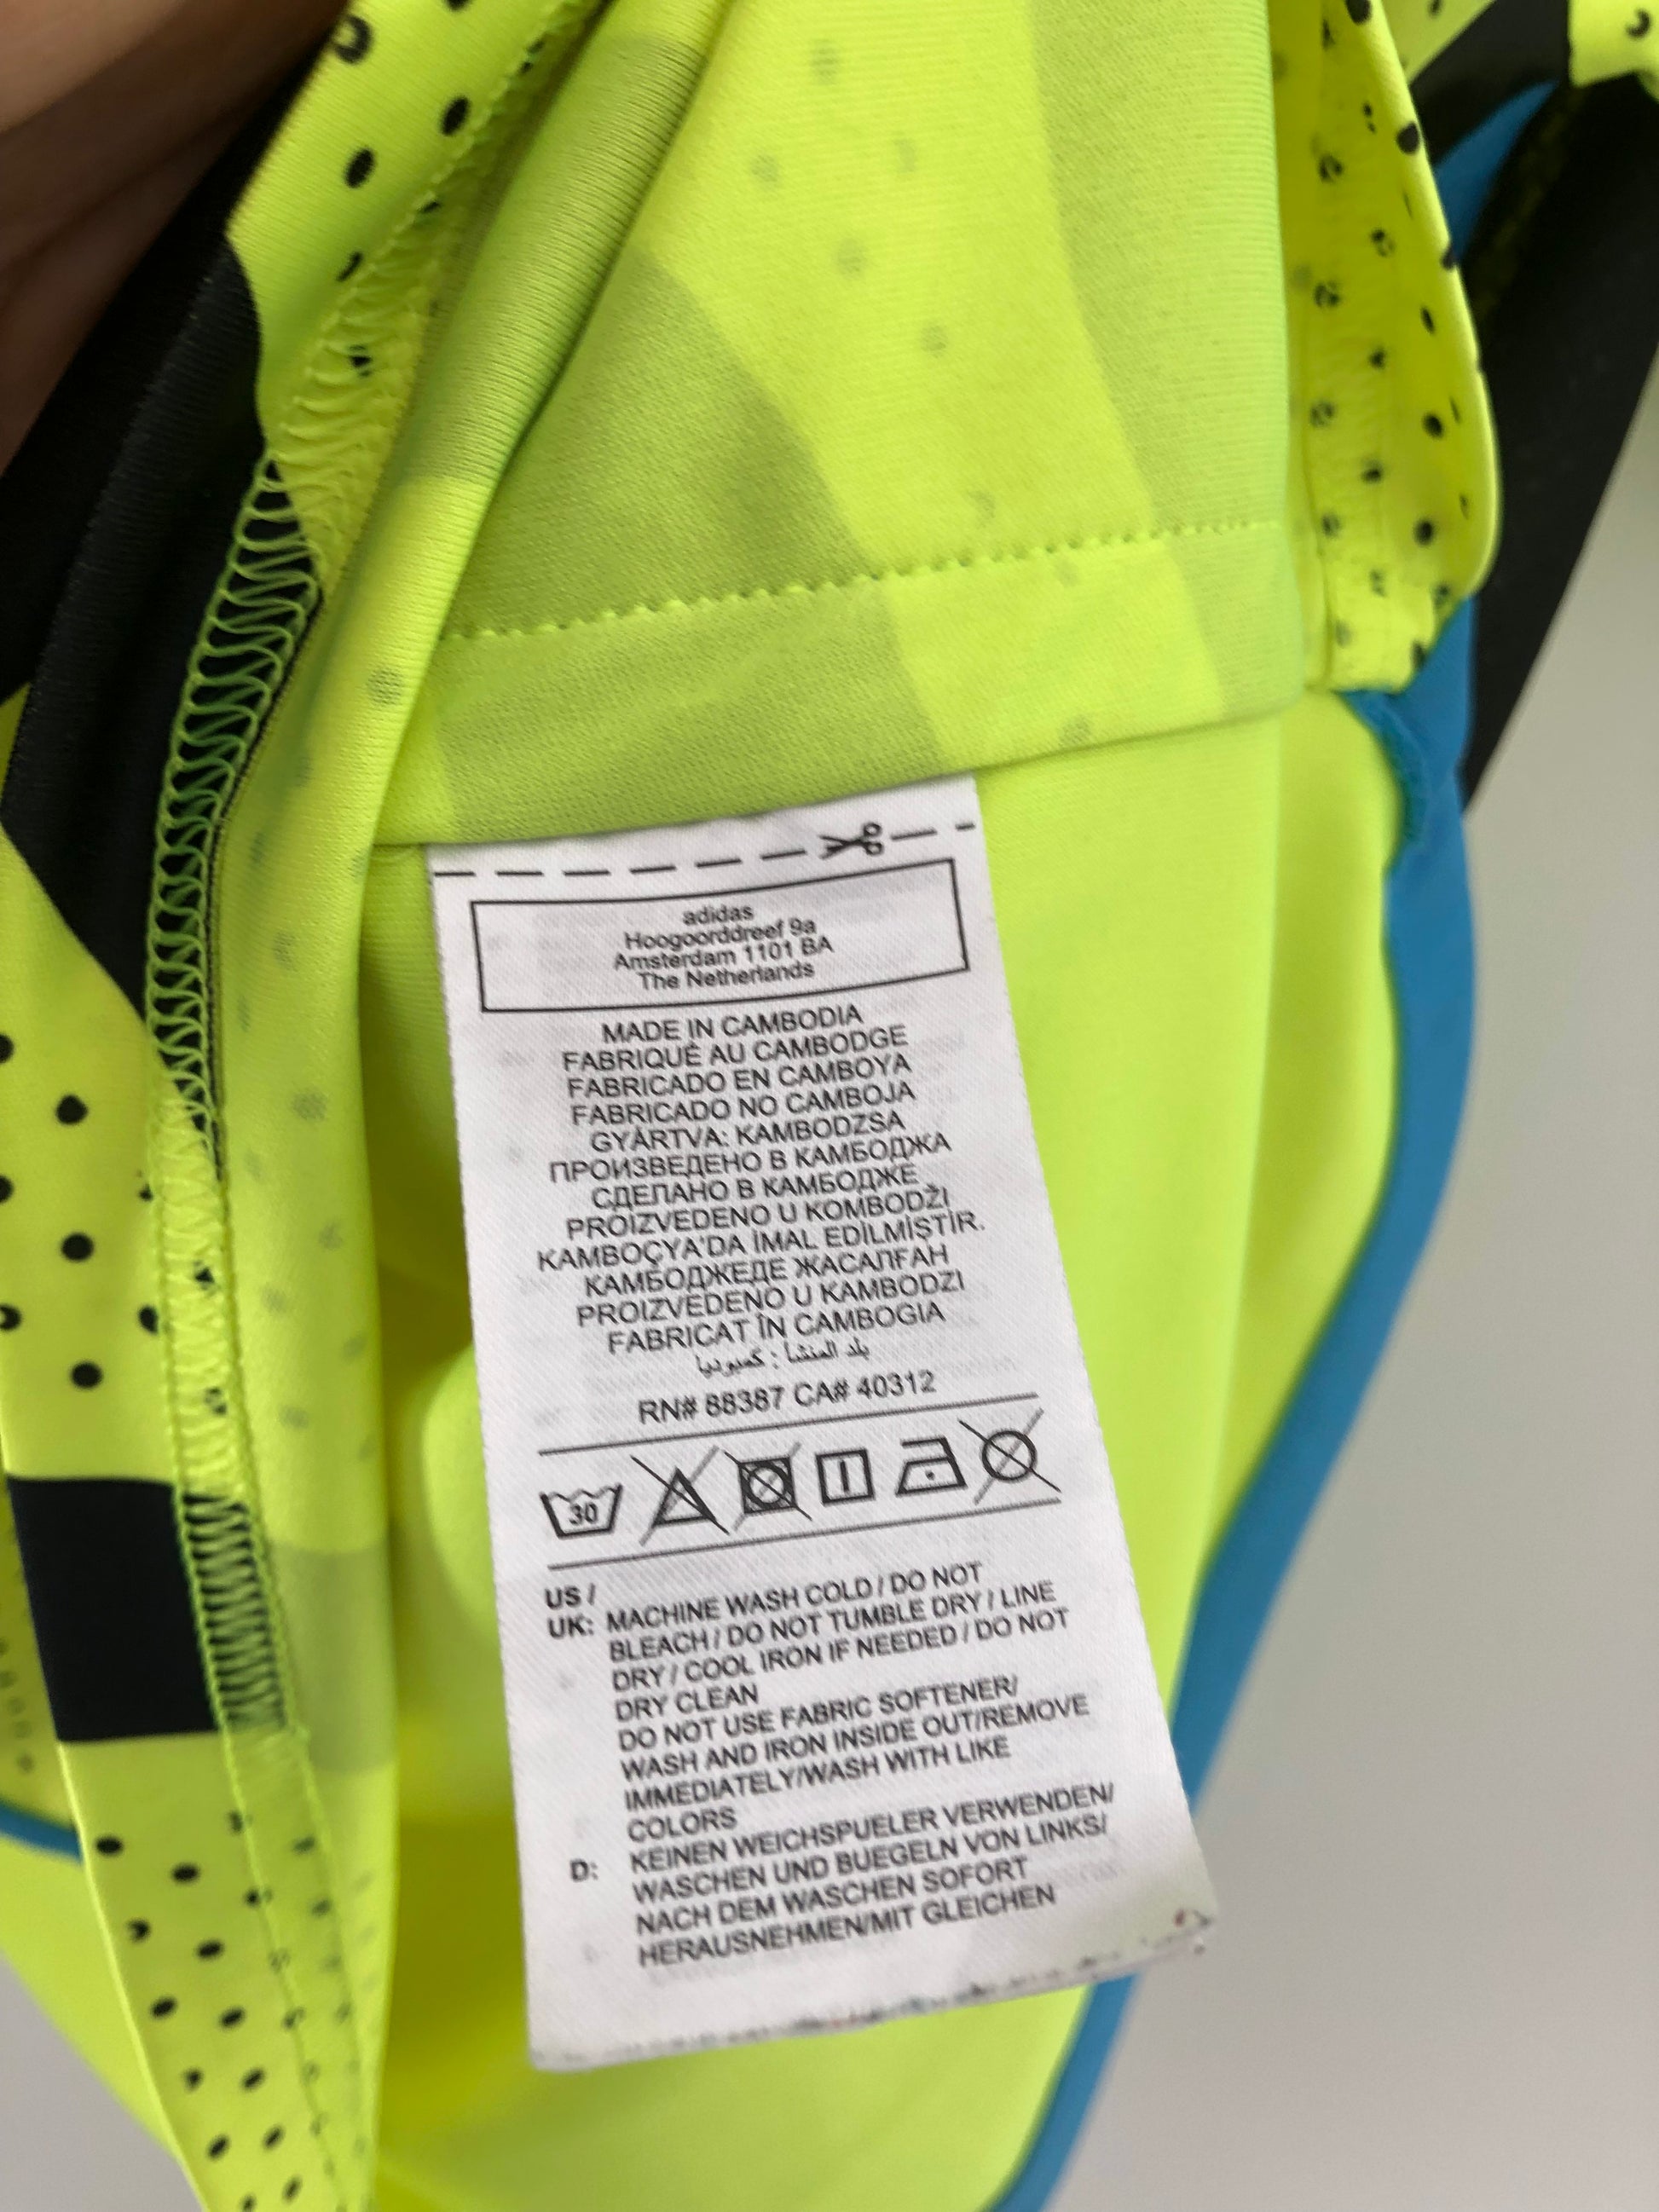 adidas
Hoogoorddreef 9a
Amsterdam 1101 BA
The Netherlands
MADE IN CAMBODIA
FABRIQUÉ AU CAMBODGE
FABRICADO EN CAMBOYA
FABRICADO NO CAMBOJA
GYÁRTVA: KAMBODZSA
ПРОИЗВЕДЕНО В КАМБОДЖА
СДЕЛАНО В КАМБОДЖЕ
PROIZVEDENO U KOMBODŽI
KAMBOÇYA'DA İMAL EDİLMİŞTİR.
КАМБОДЖЕДЕ ЖАСАЛҒАН
PROIZVEDENO U KAMBODZI
FABRICAT ÎN CAMBOGIA
بلد المنشأ : كمبوديا
RN# 88387 CA# 40312
30
US /
UK: MACHINE WASH COLD / DO NOT
BLEACH / DO NOT TUMBLE DRY / LINE
DRY / COOL IRON IF NEEDED / DO NOT
DRY CLEAN
DO NOT USE FABRIC SOFTENER/
WASH AND IRON INSIDE OUT/REMOVE
IMMEDIATELY/WASH WITH LIKE
COLORS
D: KEINEN WEICHSPUELER VERWENDEN/
WASCHEN UND BUEGELN VON LINKS/
NACH DEM WASCHEN SOFORT
HERAUSNEHMEN/MIT GLEICHEN